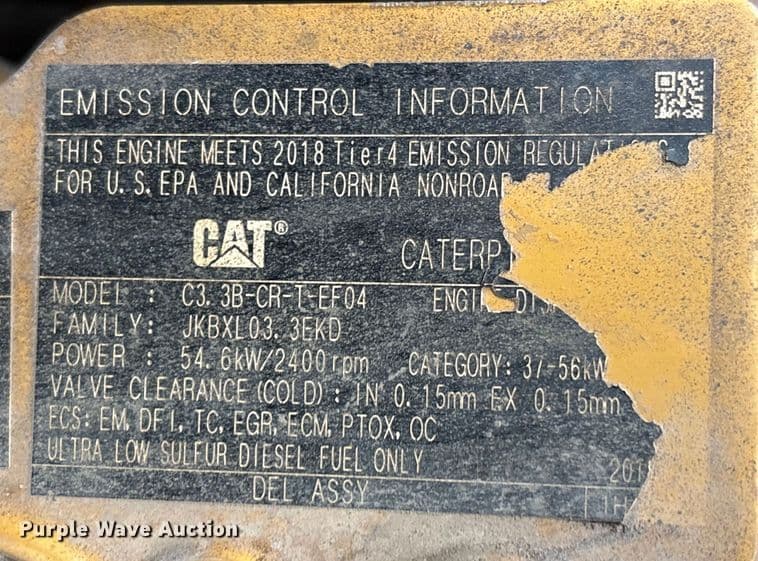 EMISSION CONTROL INFORMATION
THIS ENGINE MEETS 2018 Tier4 EMISSION
FOR U.S. EPA AND CALIFORNIA
CAT®
MODEL : C3.3B-CR-T-EF04
FAMILY: JKBXL03.3EKD
POWER : 54.6kW/2400rpm CATEGORY: 37-56kW
VALVE CLEARANCE (COLD) : IN 0.15mm EX 0.15mm
ECS: EM, DFI, TC, EGR, ECM, PTOX, OC
ULTRA LOW SULFUR DIESEL FUEL ONLY
DEL ASSY
Purple Wave Auction